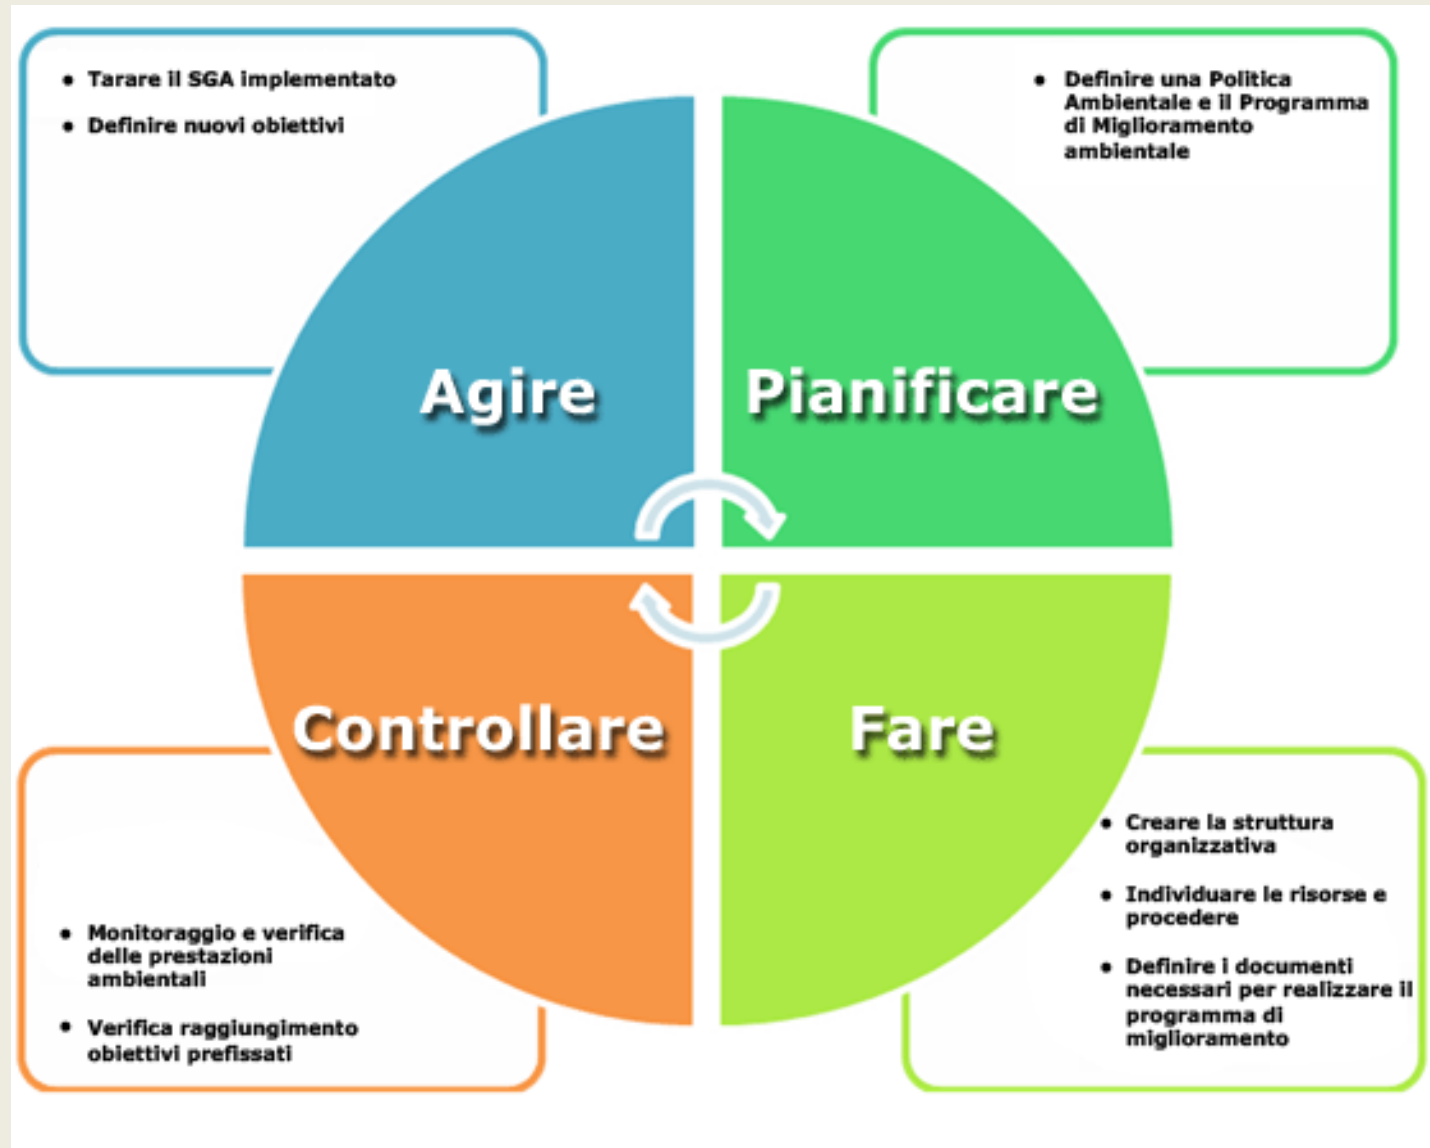 Tarare il SGA implementato
Definire nuovi obiettivi
Definire una Politica
Ambientale e il Programma
di Miglioramento
ambientale
Agire
Pianificare
Controllare
Fare
Monitoraggio e verifica
delle prestazioni
ambientali
Verifica raggiungimento
obiettivi prefissati
Creare la struttura
organizzativa
Individuare le risorse e
procedere
Definire i documenti
necessari per realizzare il
programma di
miglioramento